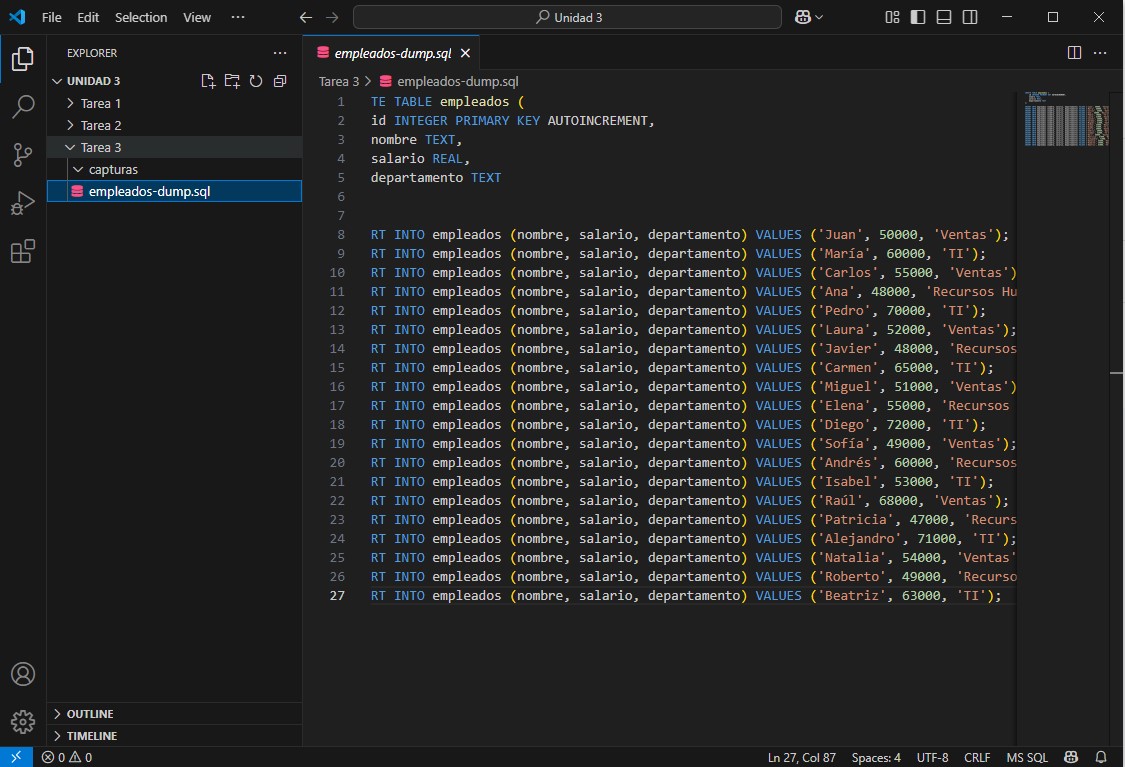 File Edit Selection View ··· Unidad 3
EXPLORER ···
UNIDAD 3
Tarea 1
Tarea 2
Tarea 3
capturas
empleados-dump.sql
empleados-dump.sql
Tarea 3 > empleados-dump.sql
1 TE TABLE empleados (
2 id INTEGER PRIMARY KEY AUTOINCREMENT,
3 nombre TEXT,
4 salario REAL,
5 departamento TEXT
6
7
8 RT INTO empleados (nombre, salario, departamento) VALUES ('Juan', 50000, 'Ventas');
9 RT INTO empleados (nombre, salario, departamento) VALUES ('María', 60000, 'TI');
10 RT INTO empleados (nombre, salario, departamento) VALUES ('Carlos', 55000, 'Ventas')
11 RT INTO empleados (nombre, salario, departamento) VALUES ('Ana', 48000, 'Recursos Hu
12 RT INTO empleados (nombre, salario, departamento) VALUES ('Pedro', 70000, 'TI');
13 RT INTO empleados (nombre, salario, departamento) VALUES ('Laura', 52000, 'Ventas');
14 RT INTO empleados (nombre, salario, departamento) VALUES ('Javier', 48000, 'Recursos
15 RT INTO empleados (nombre, salario, departamento) VALUES ('Carmen', 65000, 'TI');
16 RT INTO empleados (nombre, salario, departamento) VALUES ('Miguel', 51000, 'Ventas')
17 RT INTO empleados (nombre, salario, departamento) VALUES ('Elena', 55000, 'Recursos
18 RT INTO empleados (nombre, salario, departamento) VALUES ('Diego', 72000, 'TI');
19 RT INTO empleados (nombre, salario, departamento) VALUES ('Sofía', 49000, 'Ventas');
20 RT INTO empleados (nombre, salario, departamento) VALUES ('Andrés', 60000, 'Recursos
21 RT INTO empleados (nombre, salario, departamento) VALUES ('Isabel', 53000, 'TI');
22 RT INTO empleados (nombre, salario, departamento) VALUES ('Raúl', 68000, 'Ventas');
23 RT INTO empleados (nombre, salario, departamento) VALUES ('Patricia', 47000, 'Recurs
24 RT INTO empleados (nombre, salario, departamento) VALUES ('Alejandro', 71000, 'TI');
25 RT INTO empleados (nombre, salario, departamento) VALUES ('Natalia', 54000, 'Ventas'
26 RT INTO empleados (nombre, salario, departamento) VALUES ('Roberto', 49000, 'Recurso
27 RT INTO empleados (nombre, salario, departamento) VALUES ('Beatriz', 63000, 'TI');
OUTLINE
TIMELINE
0 0 Ln 27, Col 87 Spaces: 4 UTF-8 CRLF MS SQL